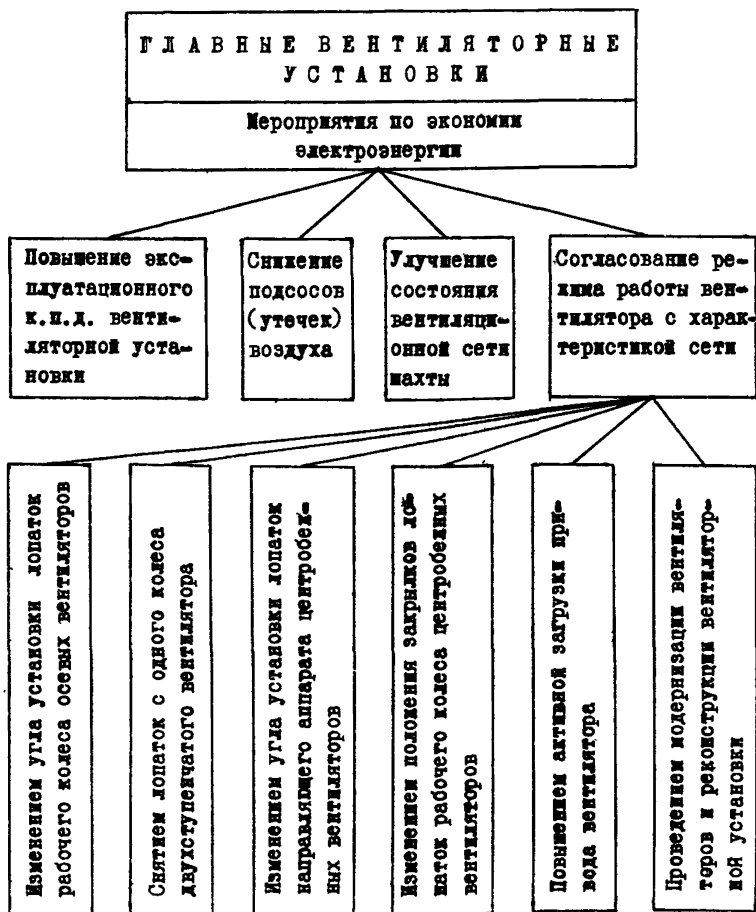 ГЛАВНЫЕ ВЕНТИЛЯТОРНЫЕ
УСТАНОВКИ
Мероприятия по экономии
электроэнергии
Повышение экс-
плуатационного
к.п.д. венти-
ляторной уста-
новки
Снижение
подсосов
(утечек)
воздуха
Улучшение
состояния
вентиляци-
онной сети
шахты
Согласование ре-
жима работы вен-
тилятора с харак-
теристикой сети
Изменением угла установки лопаток
рабочего колеса осевых вентиляторов
Снятием лопаток с одного колеса
двухступенчатого вентилятора
Изменением угла установки лопаток
направляющего аппарата центробеж-
ных вентиляторов
Изменением положения закрылков ло-
паток рабочего колеса центробежных
вентиляторов
Повышением активной загрузки при-
вода вентилятора
Проведением модернизации вентиля-
торов и реконструкции вентилятор-
ной установки